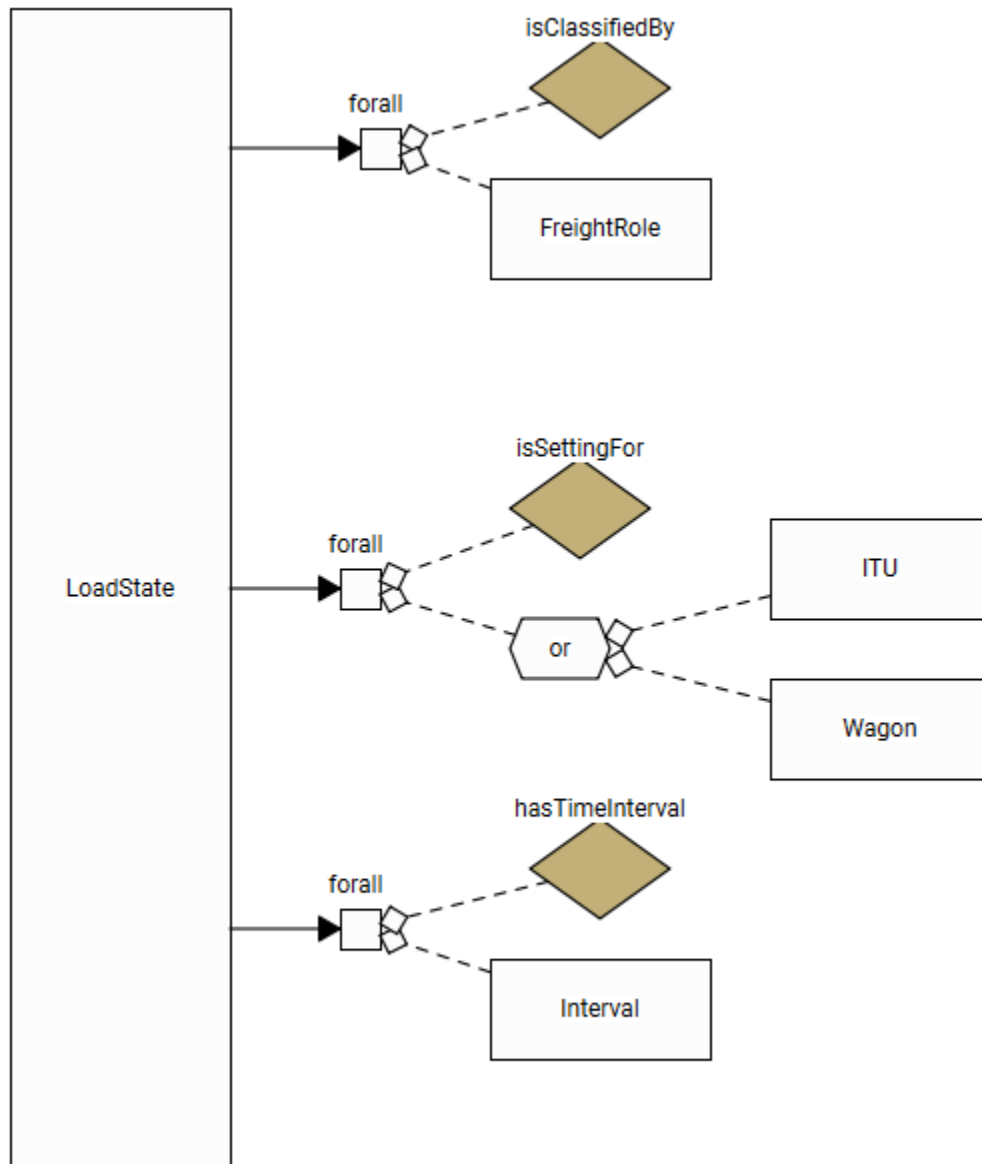 isClassifiedBy
forall
FreightRole
isSettingFor
forall
ITU
LoadState
or
Wagon
hasTimeInterval
forall
Interval